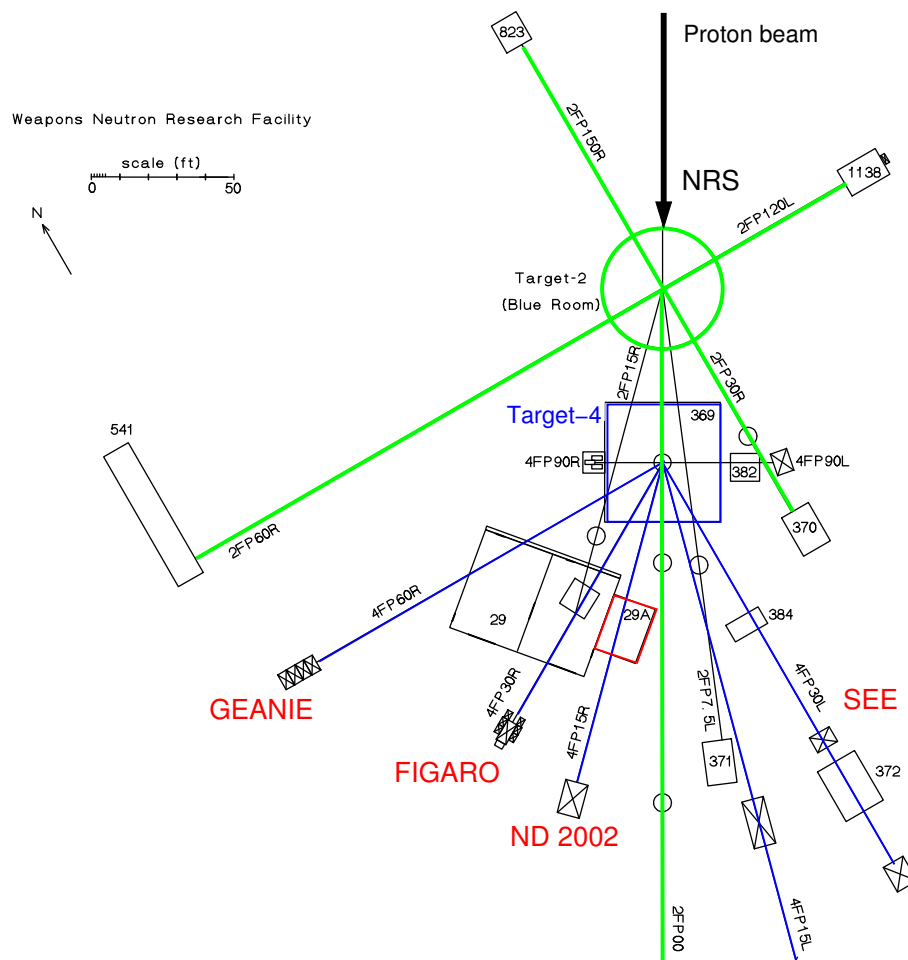 823
Proton beam
2FP150R
Weapons Neutron Research Facility
scale (ft)
0
50
NRS
1138
2FP120L
N
Target-2
(Blue Room)
2FP15R
2FP30R
Target-4
369
541
4FP90R
382
4FP90L
370
2FP60R
4FP60R
29
29A
384
4FP30R
4FP15R
2FP7.5L
4FP30L
GEANIE
SEE
FIGARO
371
372
ND 2002
2FP00
4FP15L